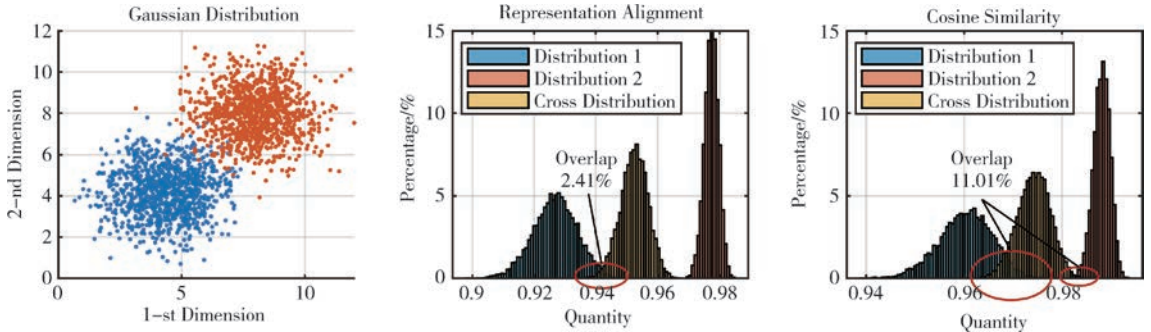 Gaussian Distribution
12
10
8
6
4
2
0
2-nd Dimension
0 5 10
1-st Dimension
Representation Alignment
15
10
5
0
Percentage/%
Distribution 1
Distribution 2
Cross Distribution
Overlap
2.41%
0.9 0.92 0.94 0.96 0.98
Quantity
Cosine Similarity
15
10
5
0
Percentage/%
Distribution 1
Distribution 2
Cross Distribution
Overlap
11.01%
0.94 0.96 0.98
Quantity